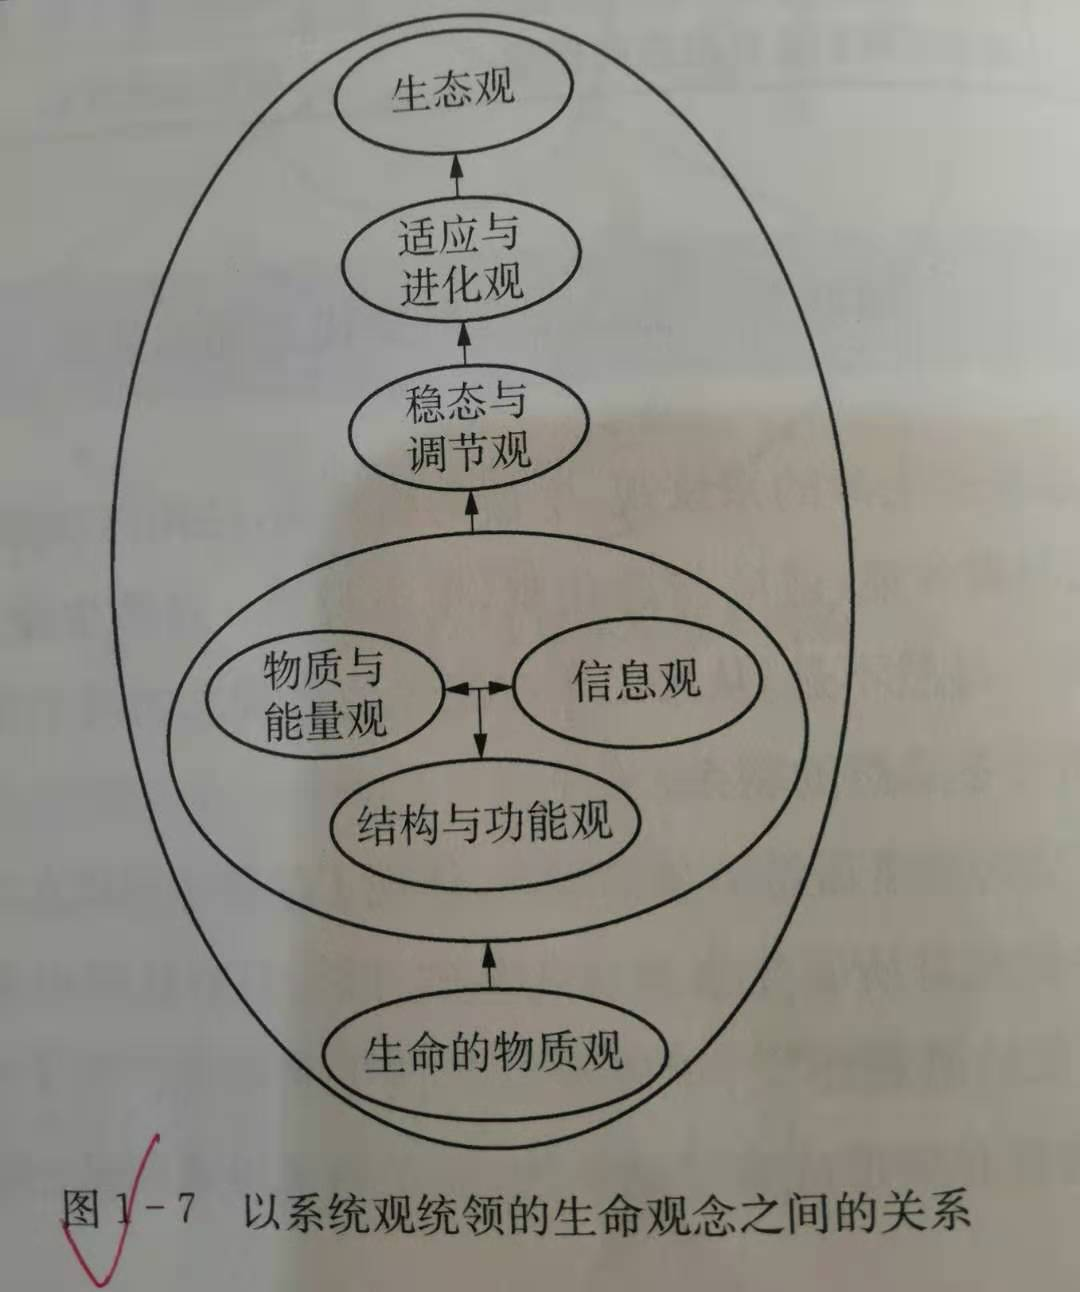 生态观
适应与
进化观
稳态与
调节观
物质与
能量观
信息观
结构与功能观
生命的物质观
图1-7 以系统观统领的生命观念之间的关系